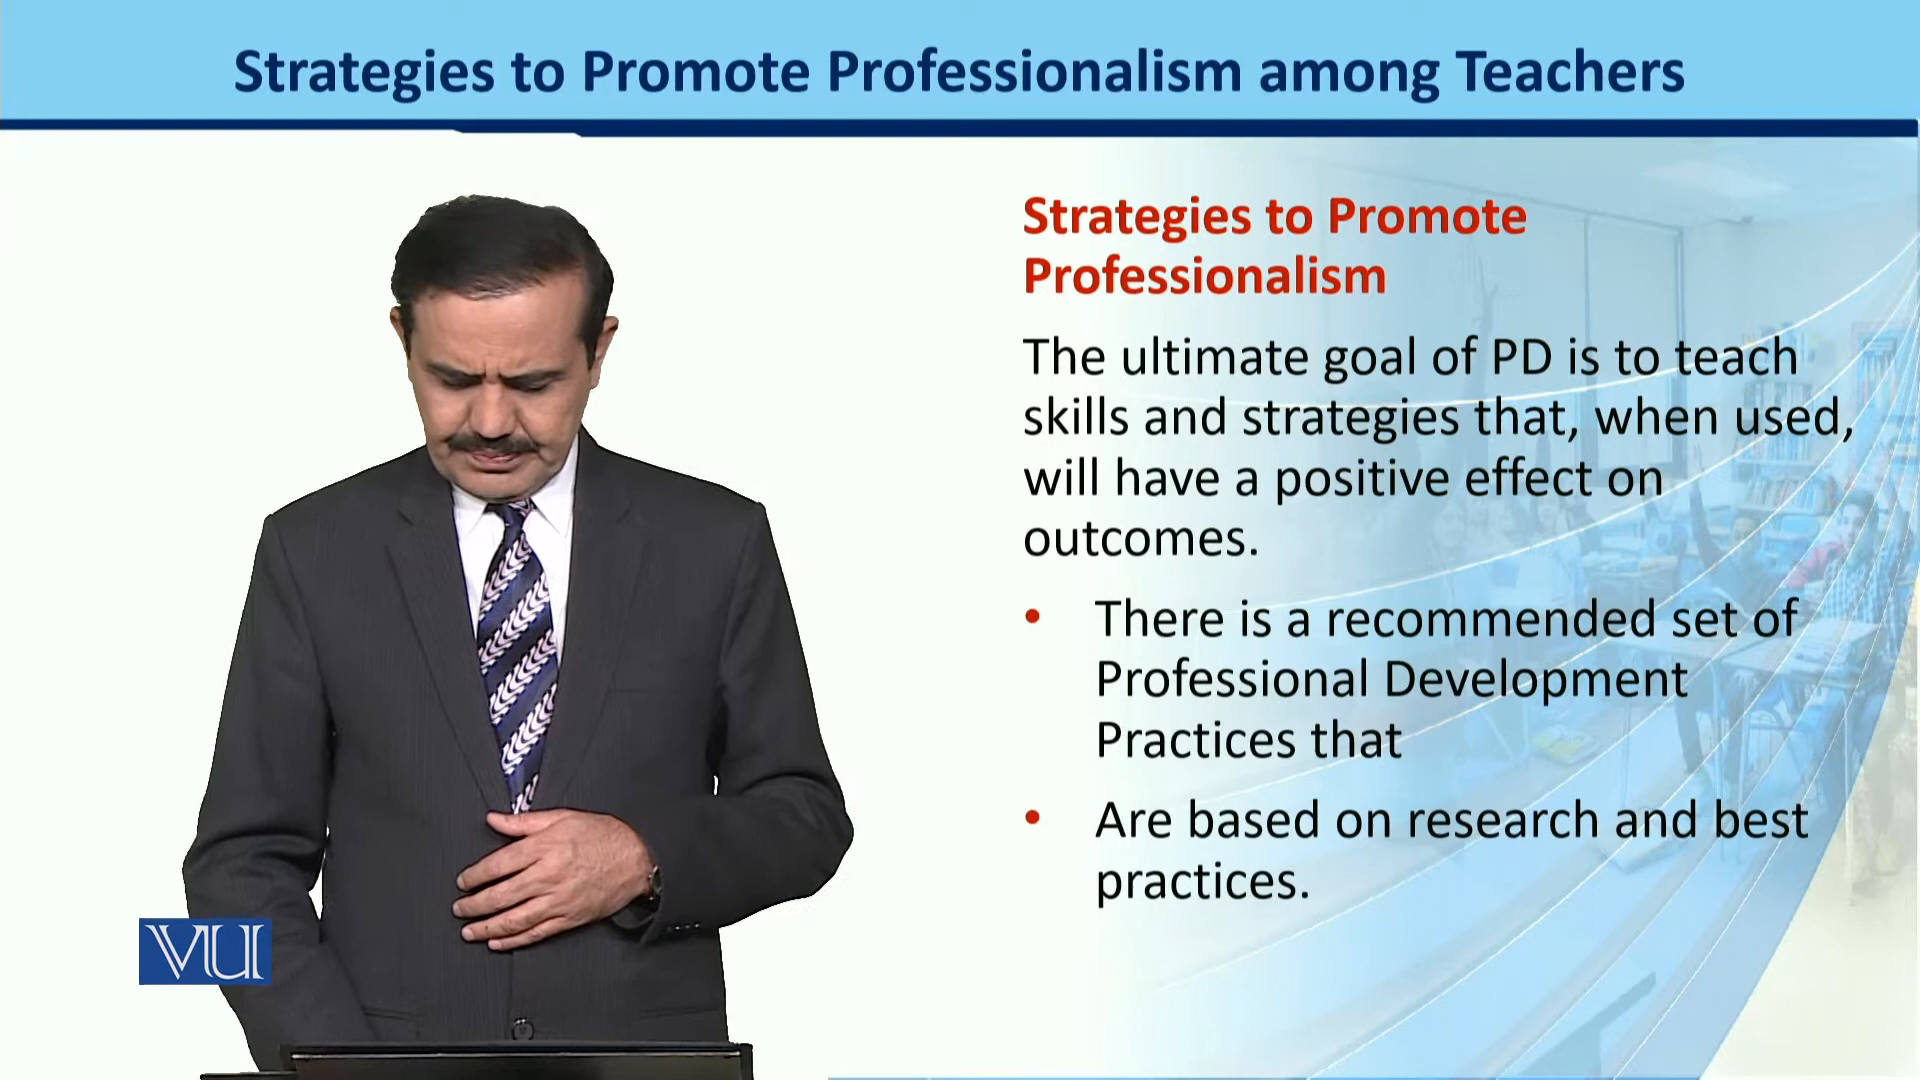 Strategies to Promote Professionalism among Teachers
Strategies to Promote
Professionalism
The ultimate goal of PD is to teach
skills and strategies that, when used,
will have a positive effect on
outcomes.
• There is a recommended set of
Professional Development
Practices that
• Are based on research and best
practices.
VU